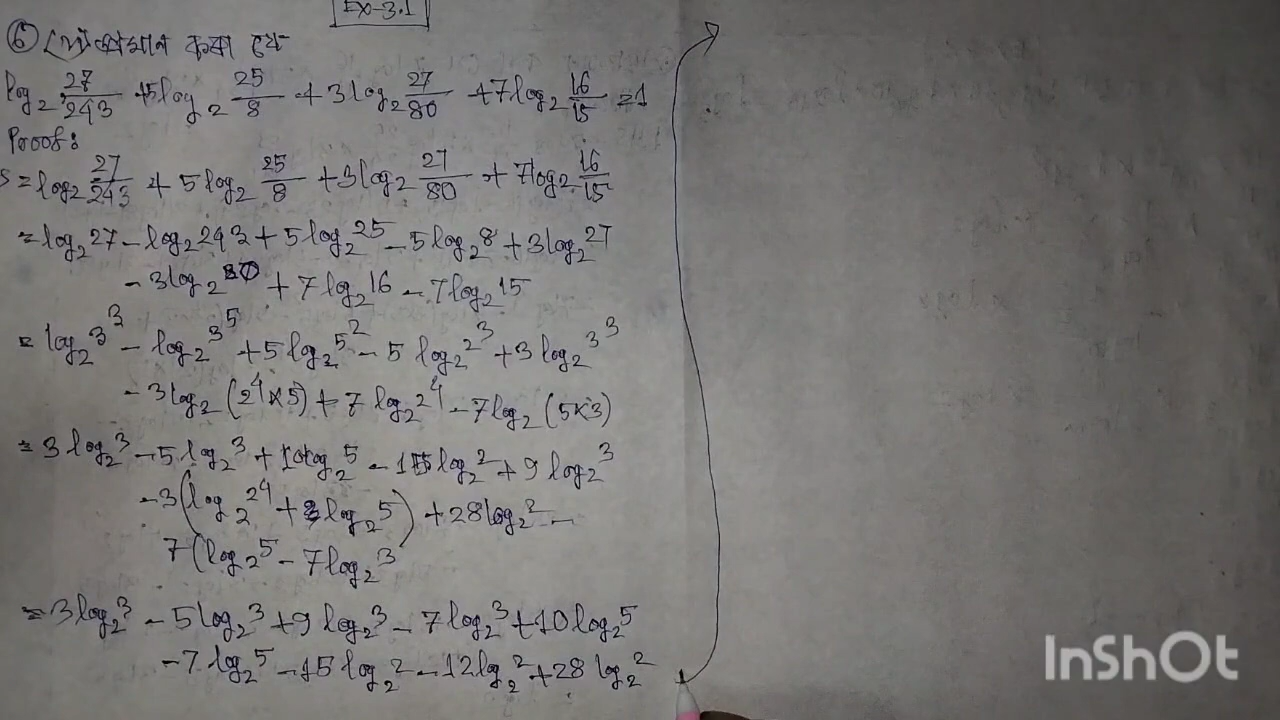 Ex-3.1
⑥ (খ) প্রমাণ কর যে
log₂ 27/243 + 5log₂ 25/8 + 3log₂ 27/80 + 7log₂ 16/15 = 1
Proof:
S = log₂ 27/243 + 5log₂ 25/8 + 3log₂ 27/80 + 7log₂ 16/15
= log₂27 - log₂243 + 5log₂25 - 5log₂8 + 3log₂27
- 3log₂80 + 7log₂16 - 7log₂15
= log₂3³ - log₂3⁵ + 5log₂5² - 5log₂2³ + 3log₂3³
- 3log₂(2⁴×5) + 7log₂2⁴ - 7log₂(5×3)
= 3log₂3 - 5log₂3 + 10log₂5 - 15log₂2 + 9log₂3
- 3(log₂2⁴ + log₂5) + 28log₂2 -
7(log₂5 - 7log₂3
= 3log₂3 - 5log₂3 + 9log₂3 - 7log₂3 + 10log₂5
- 7log₂5 - 15log₂2 - 12log₂2 + 28log₂2
InShOt